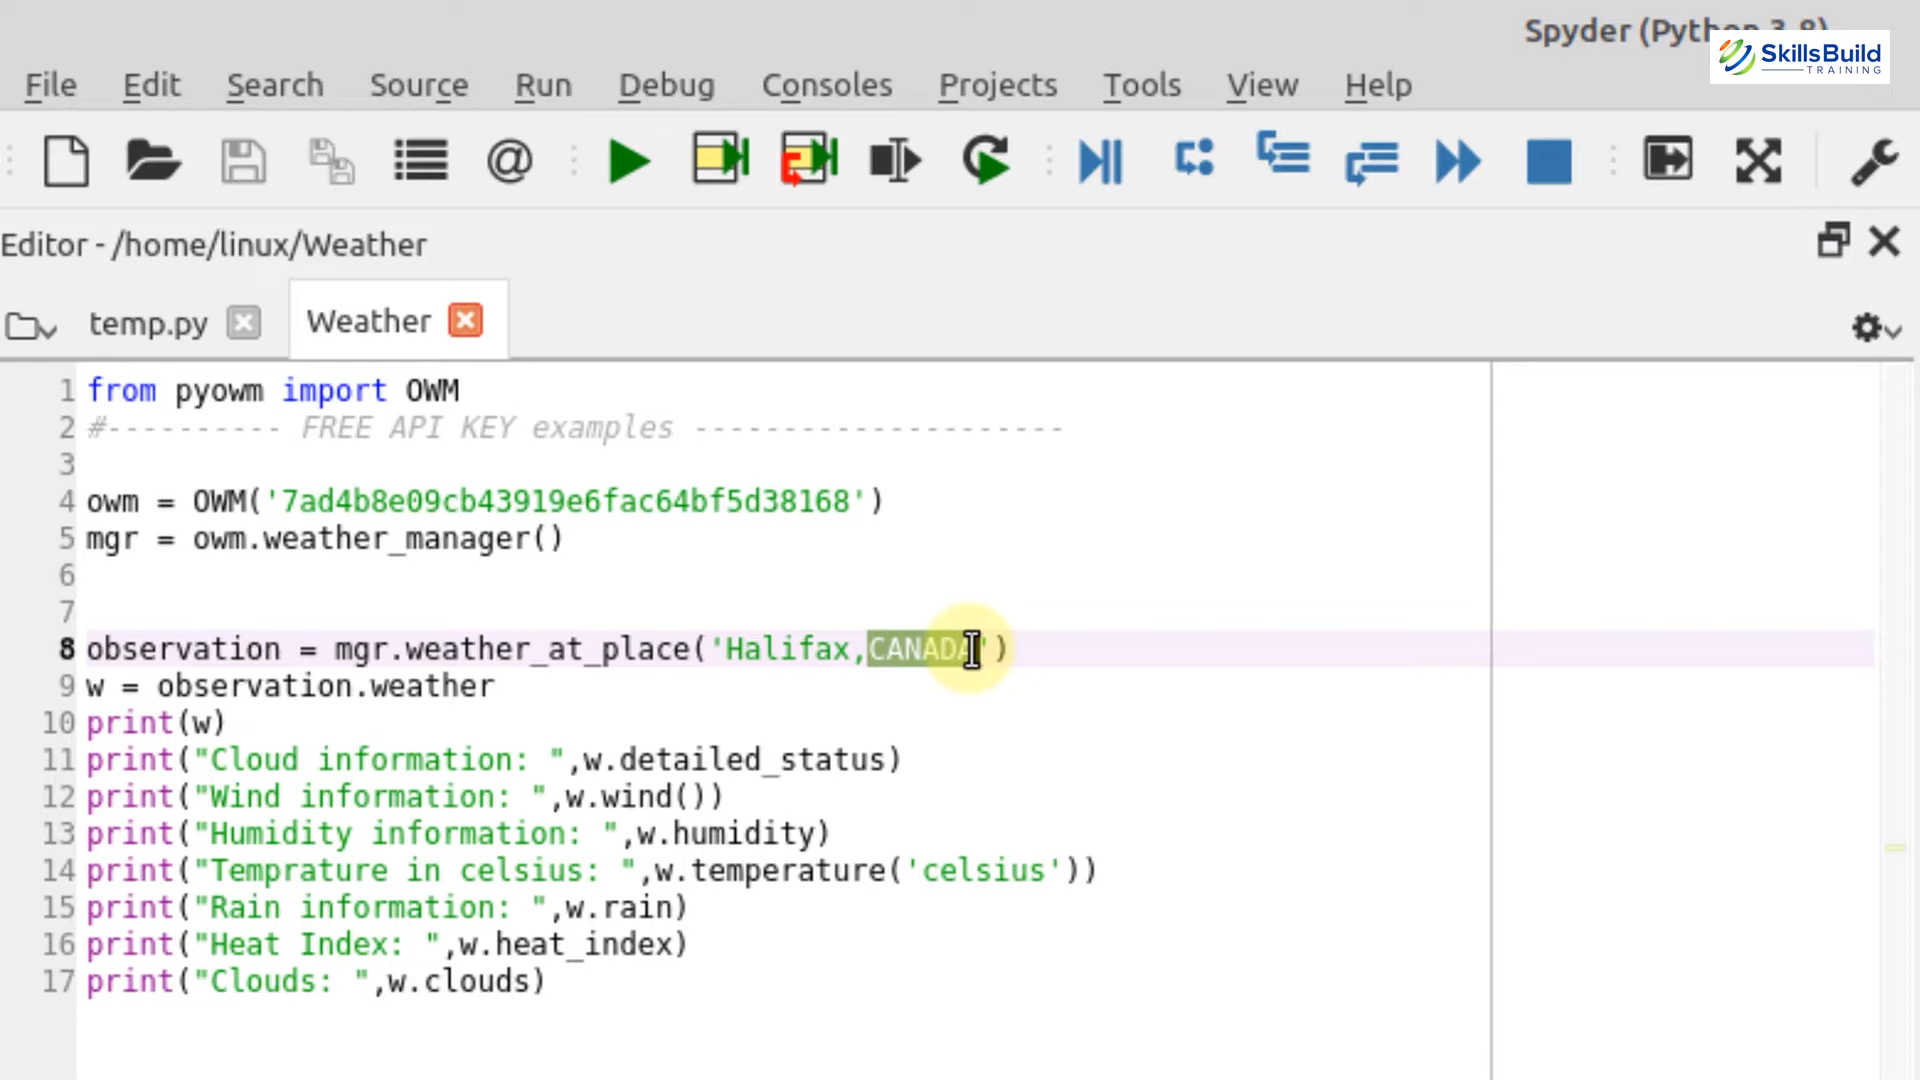 Spyder (Python 3.8)
SkillsBuild
TRAINING
File Edit Search Source Run Debug Consoles Projects Tools View Help
Editor - /home/linux/Weather
temp.py Weather
1 from pyowm import OWM
2 #---------- FREE API KEY examples ---------------------
3
4 owm = OWM('7ad4b8e09cb43919e6fac64bf5d38168')
5 mgr = owm.weather_manager()
6
7
8 observation = mgr.weather_at_place('Halifax,CANADA')
9 w = observation.weather
10 print(w)
11 print("Cloud information: ",w.detailed_status)
12 print("Wind information: ",w.wind())
13 print("Humidity information: ",w.humidity)
14 print("Temprature in celsius: ",w.temperature('celsius'))
15 print("Rain information: ",w.rain)
16 print("Heat Index: ",w.heat_index)
17 print("Clouds: ",w.clouds)